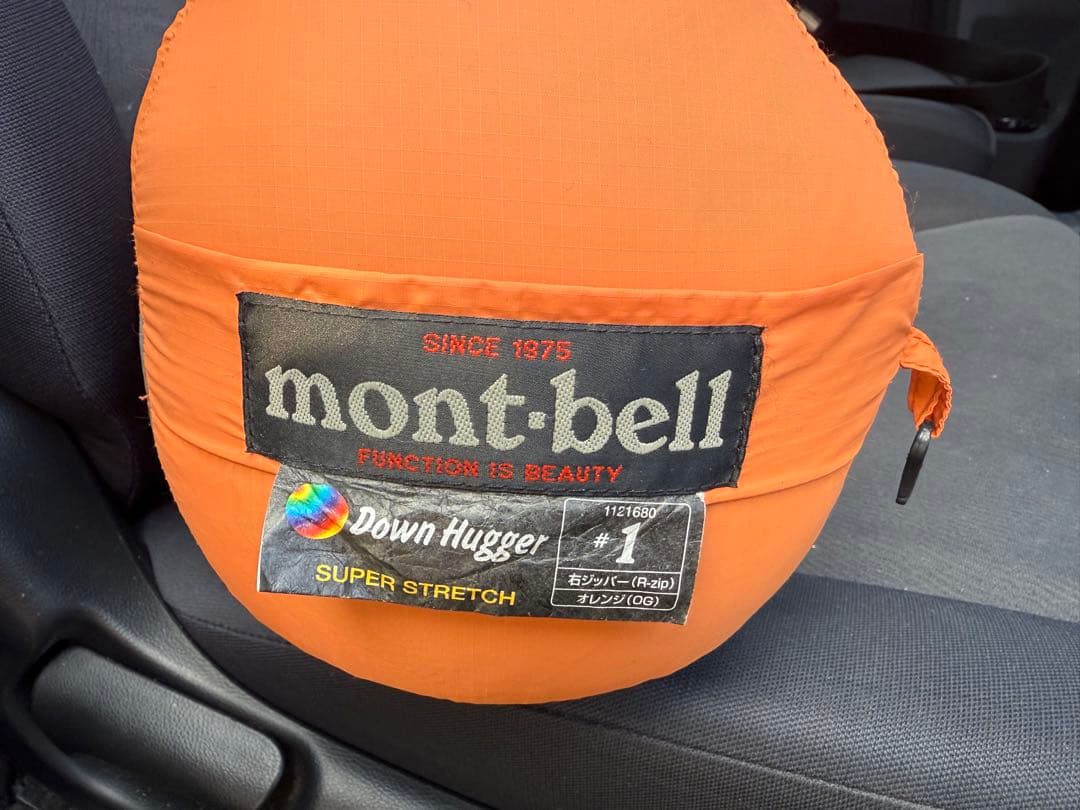 SINCE 1975
mont-bell
FUNCTION IS BEAUTY
Down Hugger
SUPER STRETCH
1121680
#1
右ジッパー(R-zip)
オレンジ(OG)